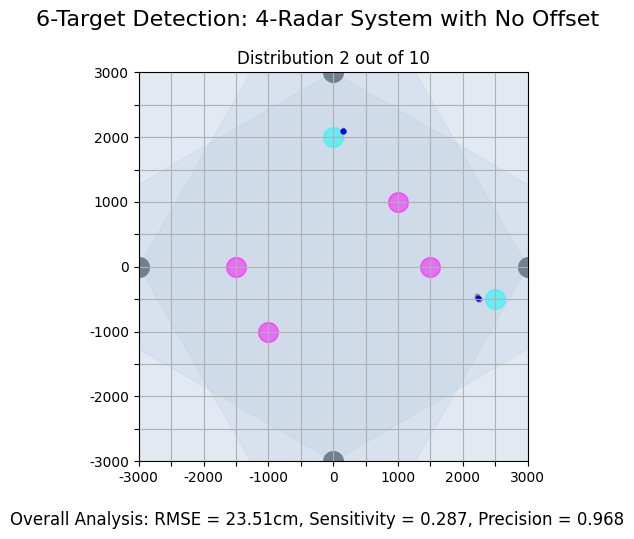 6-Target Detection: 4-Radar System with No Offset
Distribution 2 out of 10
3000
2000
1000
0
-1000
-2000
-3000
-3000 -2000 -1000 0 1000 2000 3000
Overall Analysis: RMSE = 23.51cm, Sensitivity = 0.287, Precision = 0.968